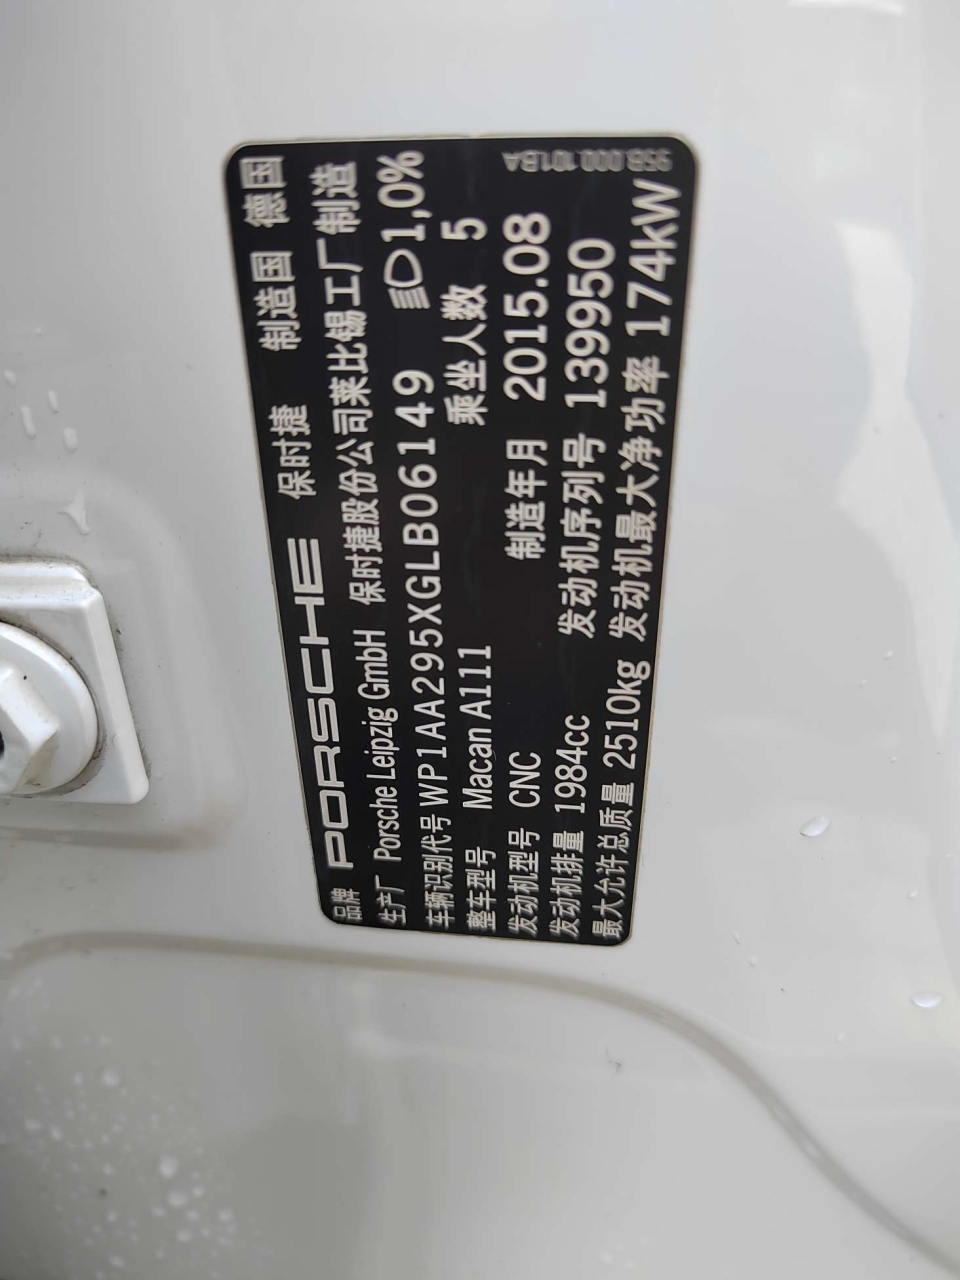 品牌 PORSCHE 保时捷 制造国 德国
生产厂 Porsche Leipzig GmbH 保时捷股份公司莱比锡工厂制造
车辆识别代号 WP1AA295XGLB06149 1,0%
整车型号 Macan A111 乘坐人数 5
发动机型号 CNC 制造年月 2015.08
发动机排量 1984cc 发动机序列号 139950
最大允许总质量 2510kg 发动机最大净功率 174kW
95B.000.101.BA